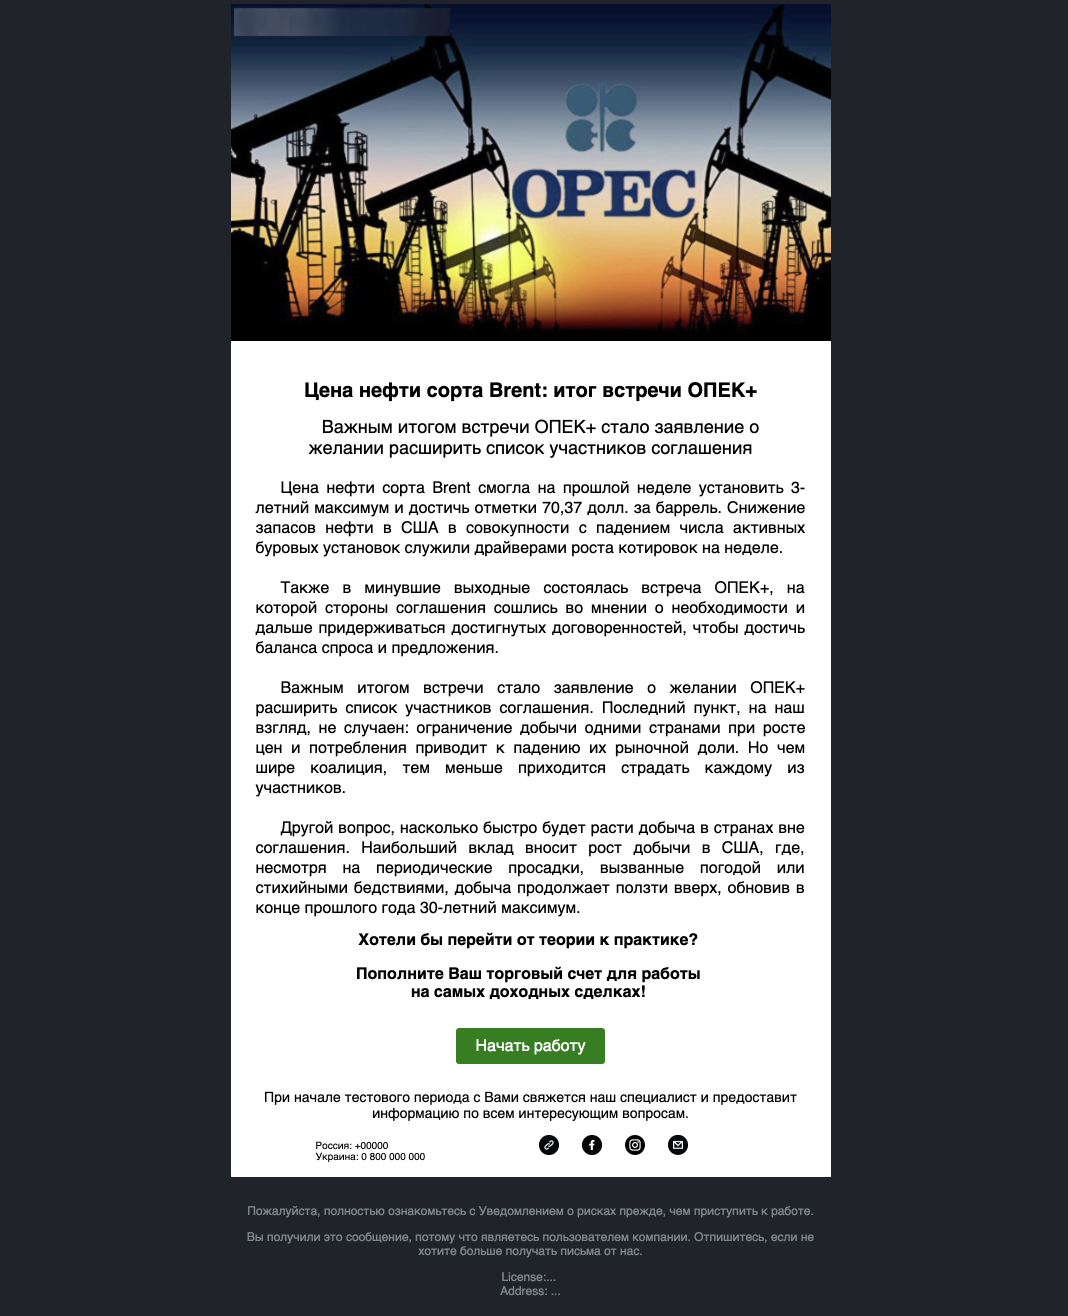 OPEC
Цена нефти сорта Brent: итог встречи ОПЕК+
Важным итогом встречи ОПЕК+ стало заявление о
желании расширить список участников соглашения
Цена нефти сорта Brent смогла на прошлой неделе установить 3-
летний максимум и достичь отметки 70,37 долл. за баррель. Снижение
запасов нефти в США в совокупности с падением числа активных
буровых установок служили драйверами роста котировок на неделе.
Также в минувшие выходные состоялась встреча ОПЕК+, на
которой стороны соглашения сошлись во мнении о необходимости и
дальше придерживаться достигнутых договоренностей, чтобы достичь
баланса спроса и предложения.
Важным итогом встречи стало заявление о желании ОПЕК+
расширить список участников соглашения. Последний пункт, на наш
взгляд, не случаен: ограничение добычи одними странами при росте
цен и потребления приводит к падению их рыночной доли. Но чем
шире коалиция, тем меньше приходится страдать каждому из
участников.
Другой вопрос, насколько быстро будет расти добыча в странах вне
соглашения. Наибольший вклад вносит рост добычи в США, где,
несмотря на периодические просадки, вызванные погодой или
стихийными бедствиями, добыча продолжает ползти вверх, обновив в
конце прошлого года 30-летний максимум.
Хотели бы перейти от теории к практике?
Пополните Ваш торговый счет для работы
на самых доходных сделках!
Начать работу
При начале тестового периода с Вами свяжется наш специалист и предоставит
информацию по всем интересующим вопросам.
Россия: +00000
Украина: 0 800 000 000
Пожалуйста, полностью ознакомьтесь с Уведомлением о рисках прежде, чем приступить к работе.
Вы получили это сообщение, потому что являетесь пользователем компании. Отпишитесь, если не
хотите больше получать письма от нас.
License:...
Address: ...